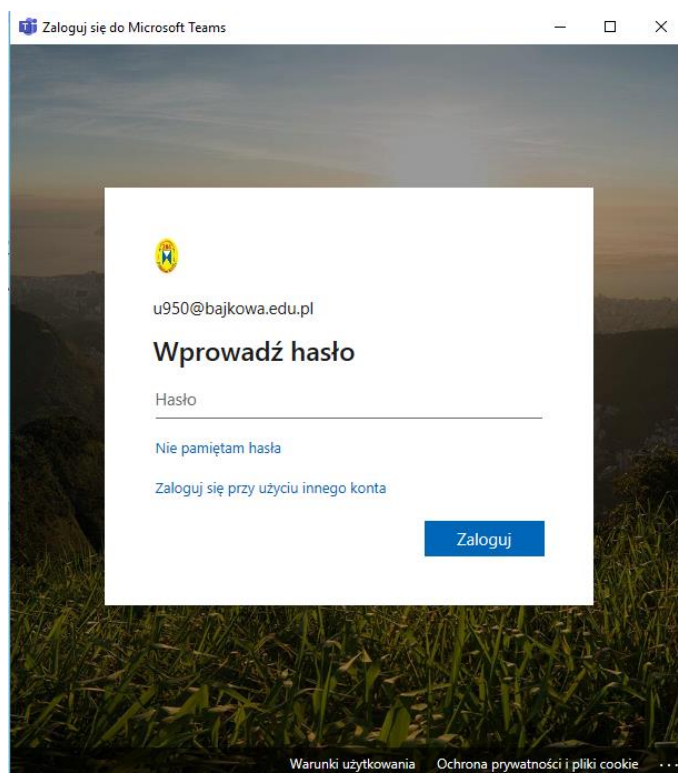 Zaloguj się do Microsoft Teams
u950@bajkowa.edu.pl
Wprowadź hasło
Hasło
Nie pamiętam hasła
Zaloguj się przy użyciu innego konta
Zaloguj
Warunki użytkowania Ochrona prywatności i pliki cookie ...